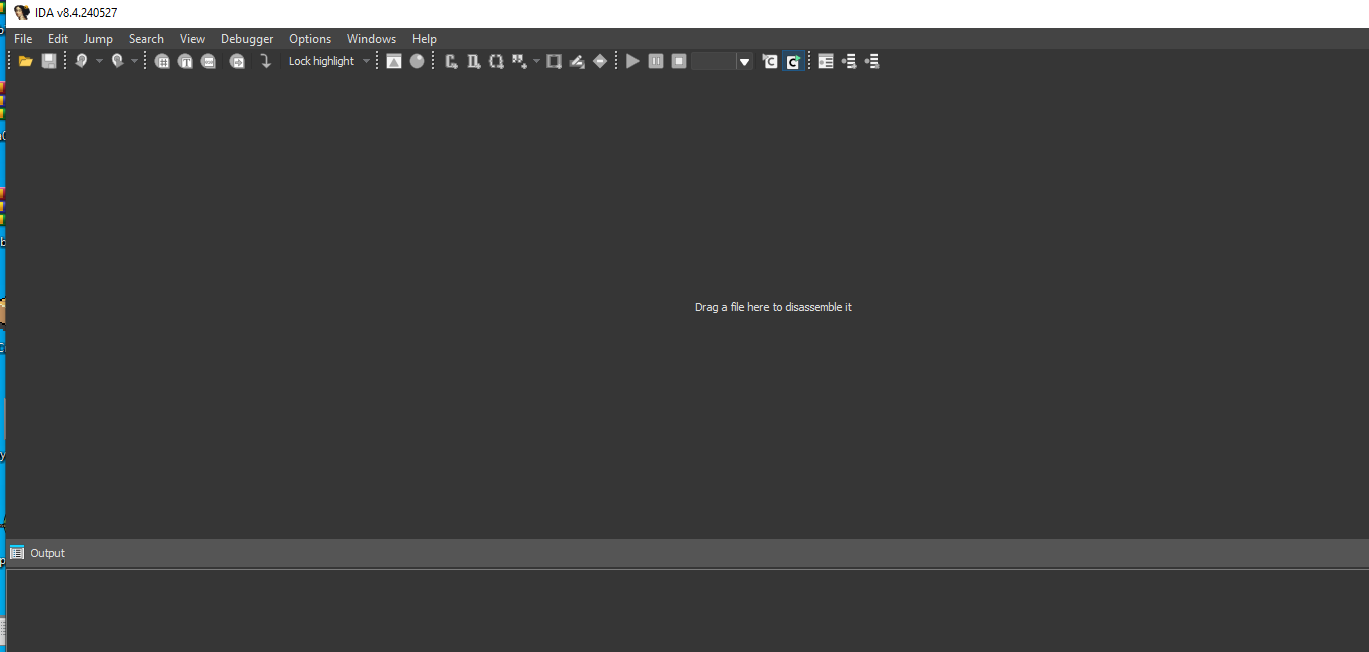 IDA v8.4.240527
File Edit Jump Search View Debugger Options Windows Help
Lock highlight
Drag a file here to disassemble it
Output